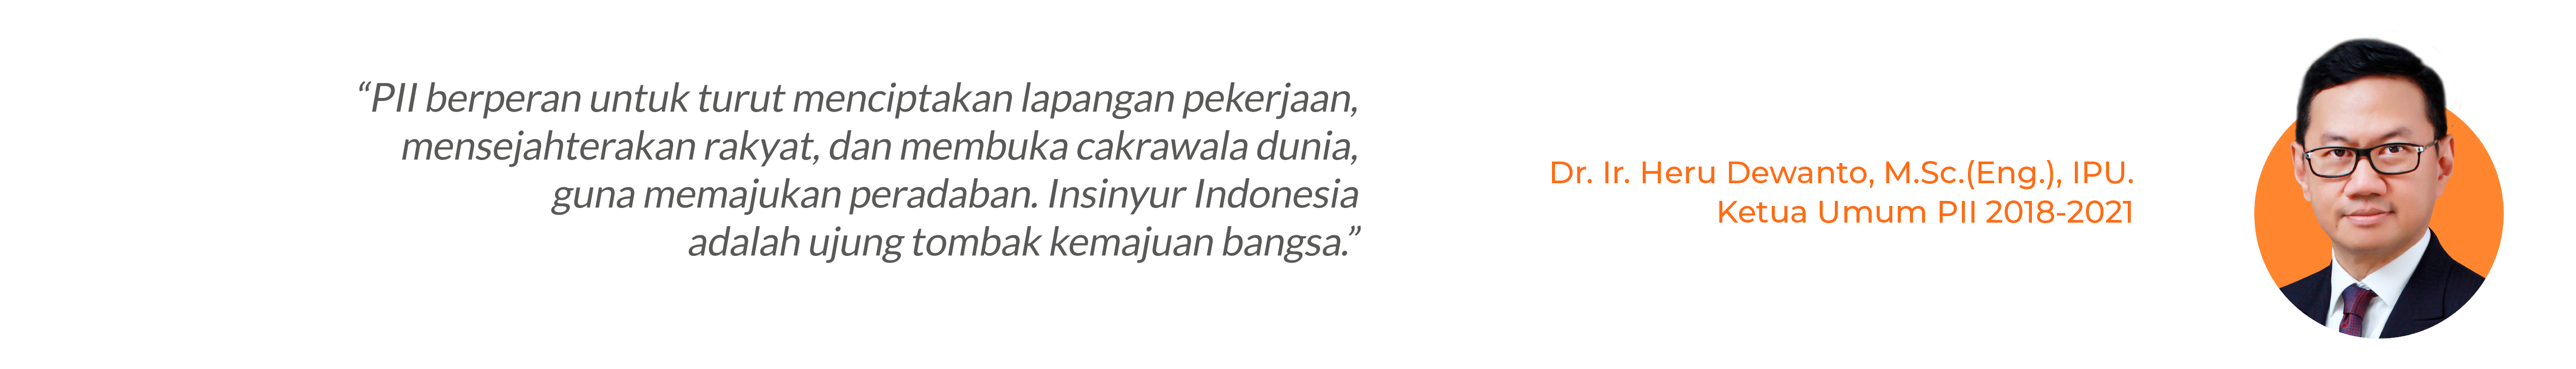 “PII berperan untuk turut menciptakan lapangan pekerjaan,
mensejahterakan rakyat, dan membuka cakrawala dunia,
guna memajukan peradaban. Insinyur Indonesia
adalah ujung tombak kemajuan bangsa.”
Dr. Ir. Heru Dewanto, M.Sc.(Eng.), IPU.
Ketua Umum PII 2018-2021